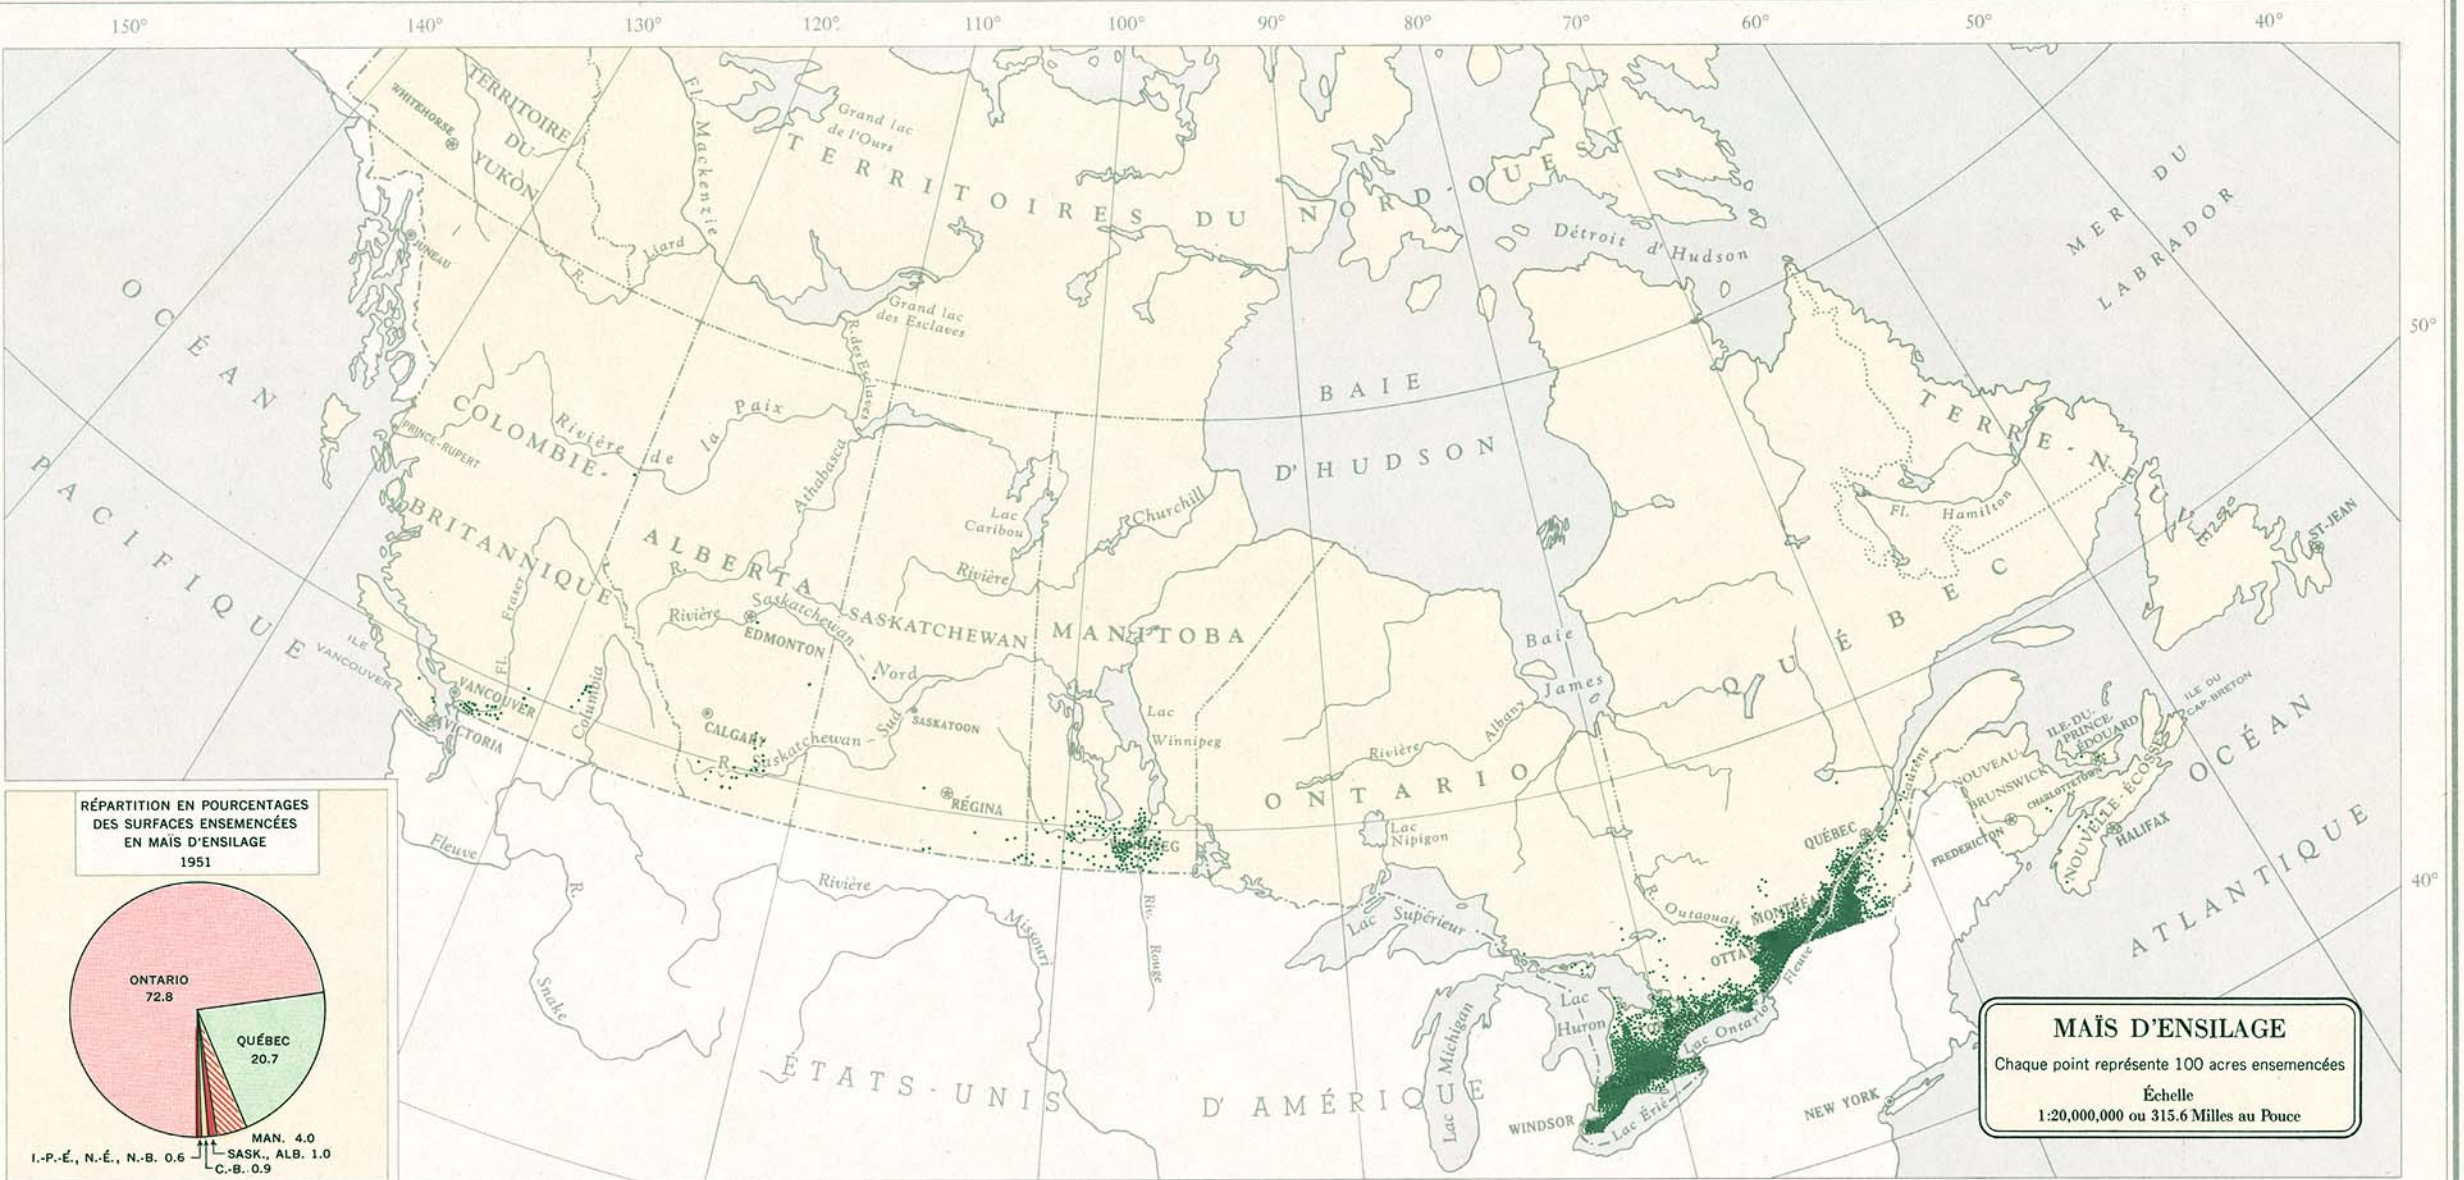 150° 140° 130° 120° 110° 100° 90° 80° 70° 60° 50° 40°
50°
40°
WHITEHORSE
TERRITOIRE
DU
YUKON
Fl. Mackenzie
Grand lac
de l'Ours
TERRITOIRES DU NORD-OUEST
JUNEAU
R. Liard
Grand lac
des Esclaves
R. des Esclaves
Détroit d'Hudson
MER DU
LABRADOR
OCÉAN
PACIFIQUE
PRINCE-RUPERT
COLOMBIE-
BRITANNIQUE
Rivière de la Paix
Athabasca
R.
ALBERTA
Lac
Caribou
Rivière Churchill
BAIE
D'HUDSON
TERRE-NEUVE
Fl. Hamilton
ST-JEAN
QUÉBEC
Fl. Fraser
Rivière Saskatchewan - Nord
EDMONTON
SASKATCHEWAN
MANITOBA
Baie
James
ILE
VANCOUVER
VANCOUVER
VICTORIA
Columbia
CALGARY
R. Saskatchewan - Sud
SASKATOON
RÉGINA
Lac
Winnipeg
WINNIPEG
Rivière Albany
ONTARIO
Lac
Nipigon
ILE DU
CAP-BRETON
ILE-DU-
PRINCE-
ÉDOUARD
CHARLOTTETOWN
NOUVEAU-
BRUNSWICK
FREDERICTON
NOUVELLE-ÉCOSSE
HALIFAX
OCÉAN
ATLANTIQUE
QUÉBEC
Fleuve
St-Laurent
MONTRÉAL
R. Outaouais
OTTAWA
Fleuve
R.
Snake
Rivière
Missouri
Riv. Rouge
Lac Supérieur
Lac Michigan
Lac
Huron
Lac Ontario
Lac Érié
WINDSOR
NEW YORK
ÉTATS-UNIS D'AMÉRIQUE
RÉPARTITION EN POURCENTAGES
DES SURFACES ENSEMENCÉES
EN MAÏS D'ENSILAGE
1951
ONTARIO
72.8
QUÉBEC
20.7
MAN. 4.0
SASK., ALB. 1.0
C.-B. 0.9
I.-P.-É., N.-É., N.-B. 0.6
MAÏS D'ENSILAGE
Chaque point représente 100 acres ensemencées
Échelle
1:20,000,000 ou 315.6 Milles au Pouce